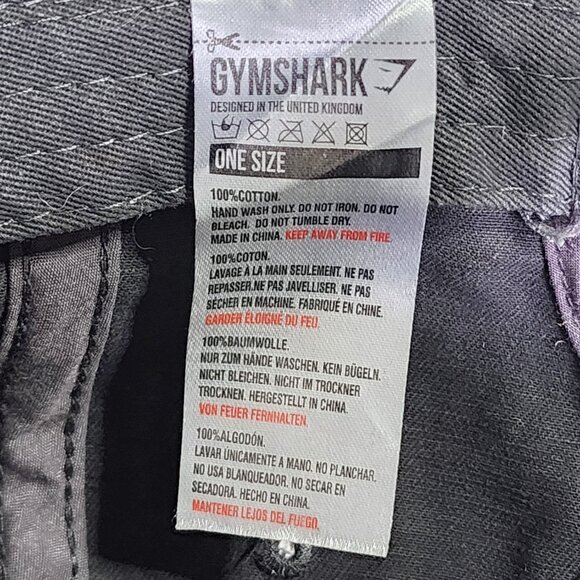 GYMSHARK
DESIGNED IN THE UNITED KINGDOM
ONE SIZE
100%COTTON.
HAND WASH ONLY. DO NOT IRON. DO NOT
BLEACH. DO NOT TUMBLE DRY.
MADE IN CHINA. KEEP AWAY FROM FIRE.
100%COTON.
LAVAGE À LA MAIN SEULEMENT. NE PAS
REPASSER.NE PAS JAVELLISER. NE PAS
SÉCHER EN MACHINE. FABRIQUÉ EN CHINE.
GARDER ÉLOIGNÉ DU FEU.
100%BAUMWOLLE.
NUR ZUM HÄNDE WASCHEN. KEIN BÜGELN.
NICHT BLEICHEN. NICHT IM TROCKNER
TROCKNEN. HERGESTELLT IN CHINA.
VON FEUER FERNHALTEN.
100%ALGODÓN.
LAVAR ÚNICAMENTE A MANO. NO PLANCHAR.
NO USA BLANQUEADOR. NO SECAR EN
SECADORA. HECHO EN CHINA.
MANTENER LEJOS DEL FUEGO.